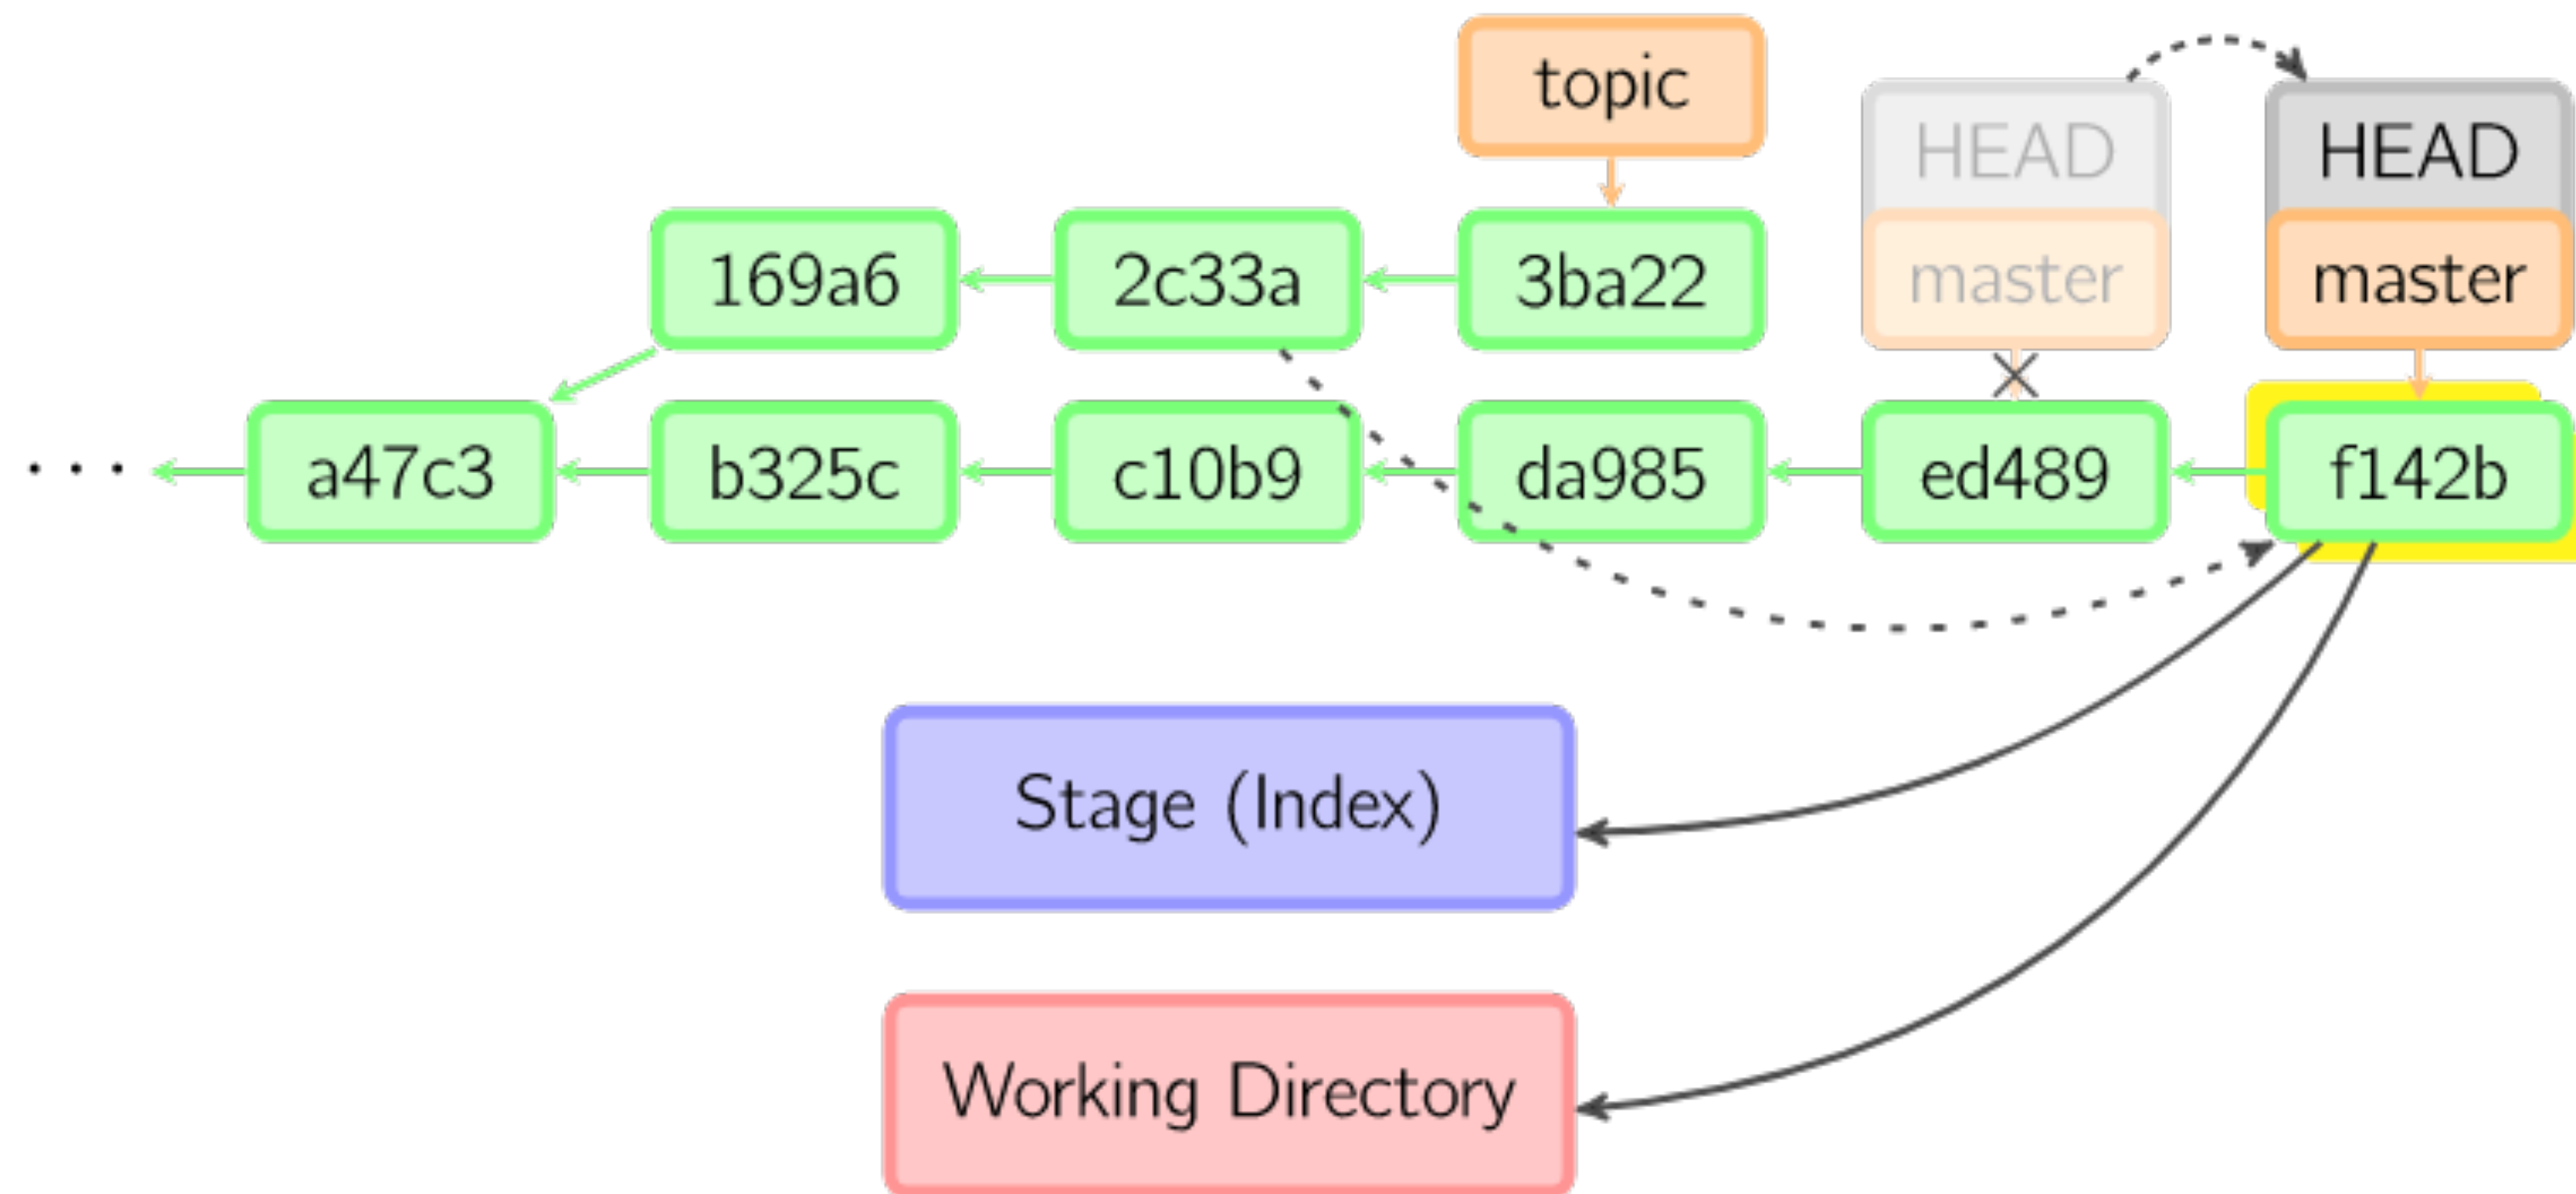 topic
HEAD HEAD
169a6 2c33a 3ba22 master master
... a47c3 b325c c10b9 da985 ed489 f142b
Stage (Index)
Working Directory